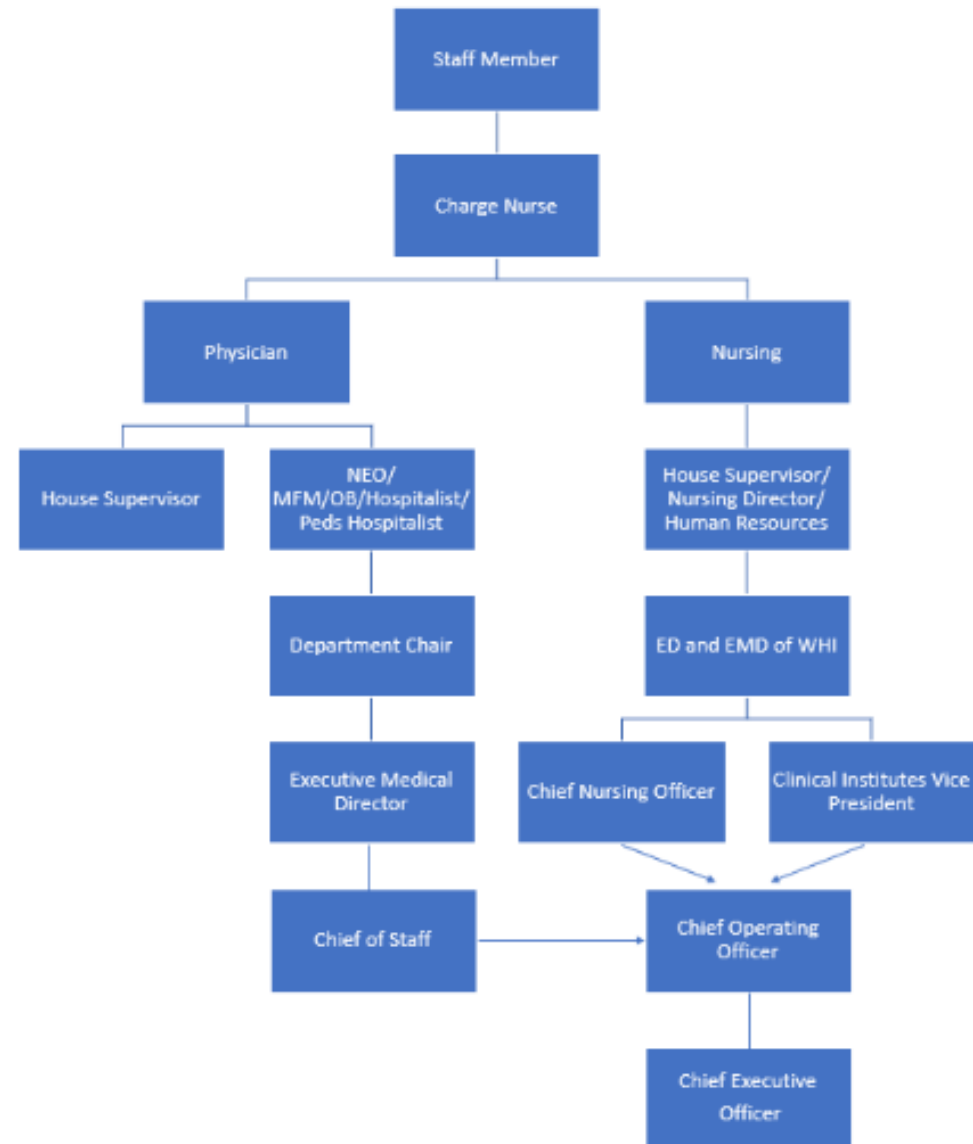 Staff Member
Charge Nurse
Physician
Nursing
House Supervisor
NEO/
MFM/OB/Hospitalist/
Peds Hospitalist
House Supervisor/
Nursing Director/
Human Resources
Department Chair
ED and EMD of WHI
Executive Medical
Director
Chief Nursing Officer
Clinical Institutes Vice
President
Chief of Staff
Chief Operating
Officer
Chief Executive
Officer